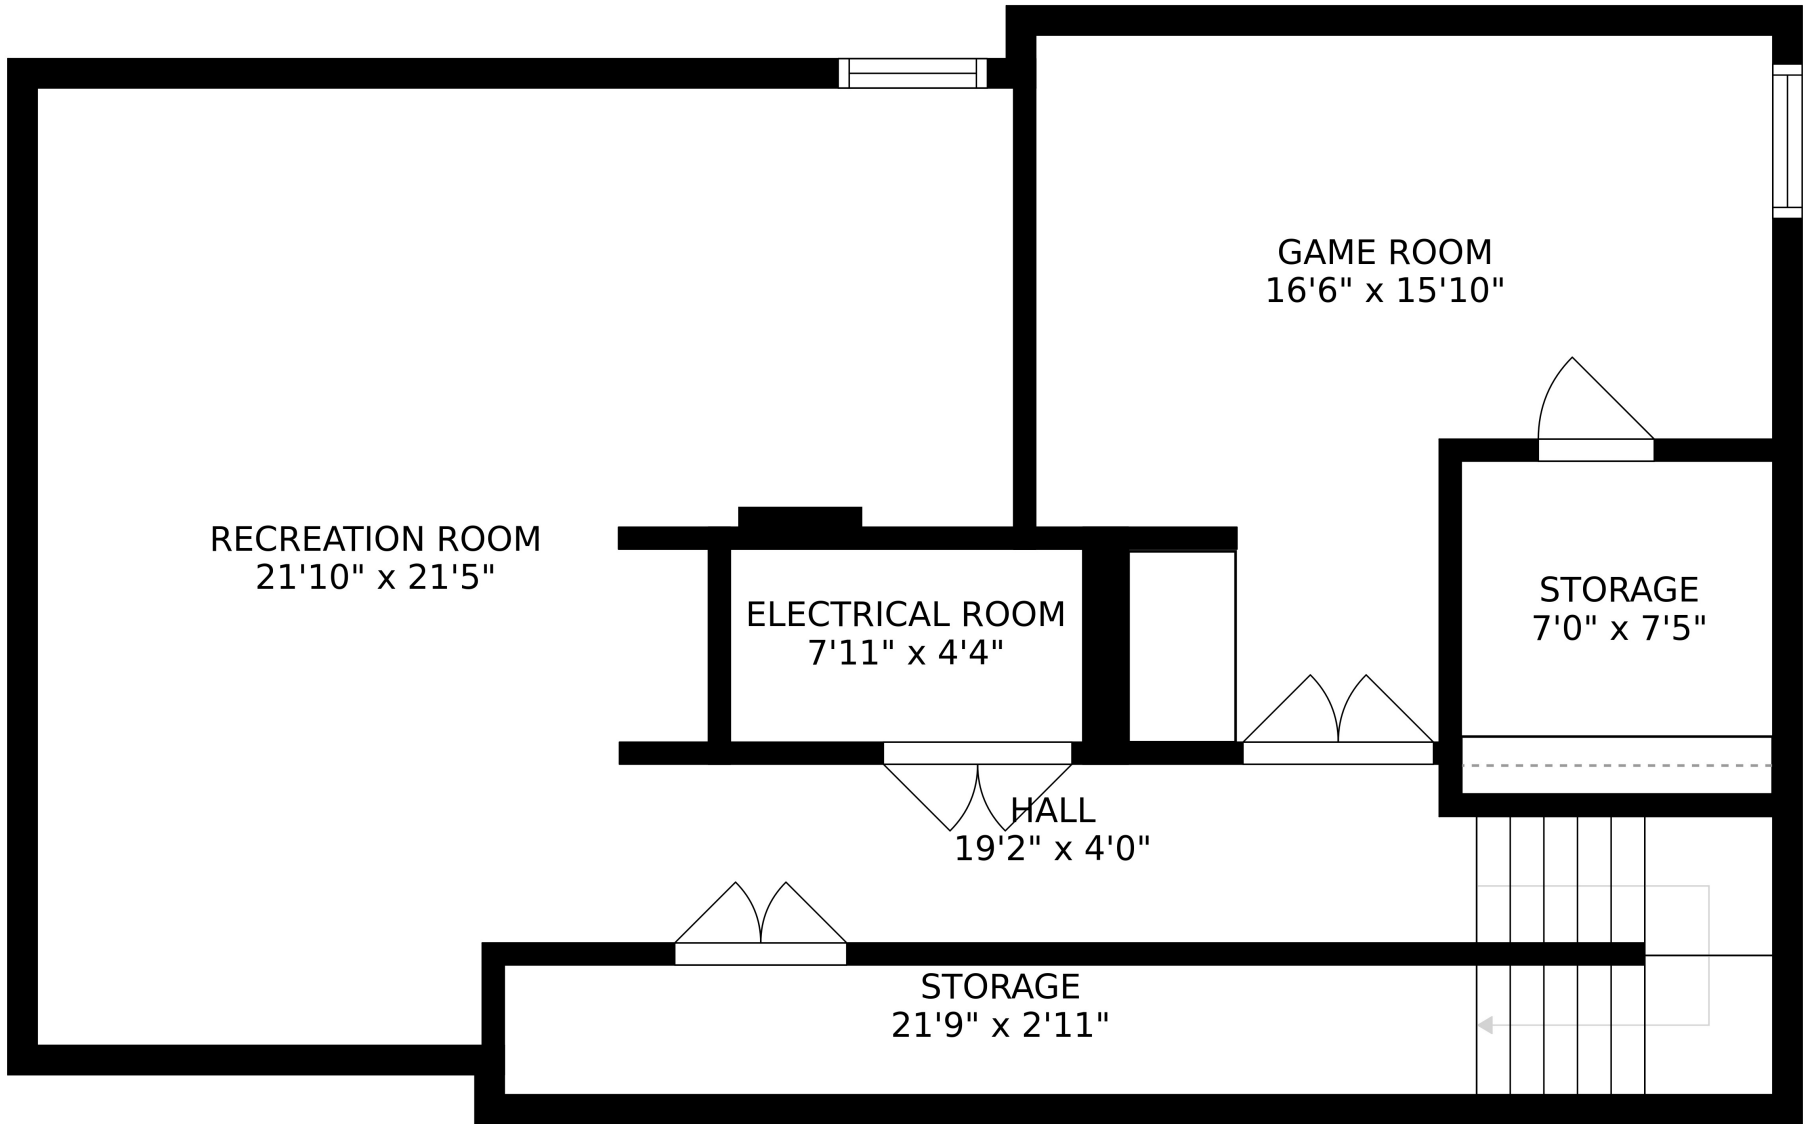 GAME ROOM
16'6" x 15'10"
RECREATION ROOM
21'10" x 21'5"
ELECTRICAL ROOM
7'11" x 4'4"
STORAGE
7'0" x 7'5"
HALL
19'2" x 4'0"
STORAGE
21'9" x 2'11"